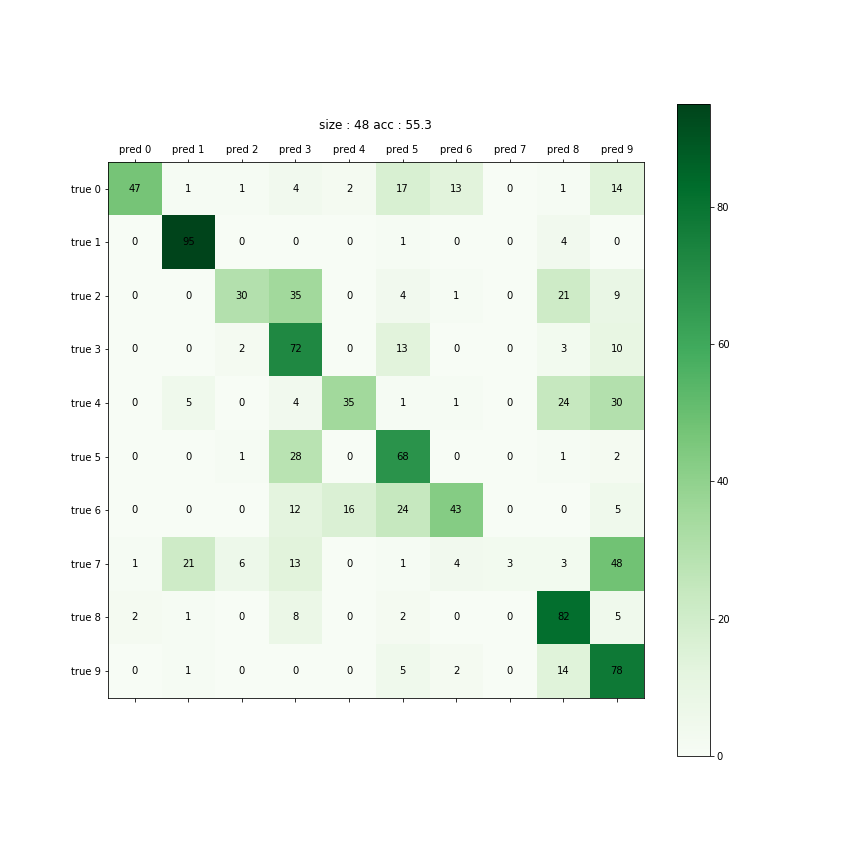 size : 48 acc : 55.3
pred 0 pred 1 pred 2 pred 3 pred 4 pred 5 pred 6 pred 7 pred 8 pred 9
true 0 47 1 1 4 2 17 13 0 1 14
true 1 0 95 0 0 0 1 0 0 4 0
true 2 0 0 30 35 0 4 1 0 21 9
true 3 0 0 2 72 0 13 0 0 3 10
true 4 0 5 0 4 35 1 1 0 24 30
true 5 0 0 1 28 0 68 0 0 1 2
true 6 0 0 0 12 16 24 43 0 0 5
true 7 1 21 6 13 0 1 4 3 3 48
true 8 2 1 0 8 0 2 0 0 82 5
true 9 0 1 0 0 0 5 2 0 14 78
80
60
40
20
0